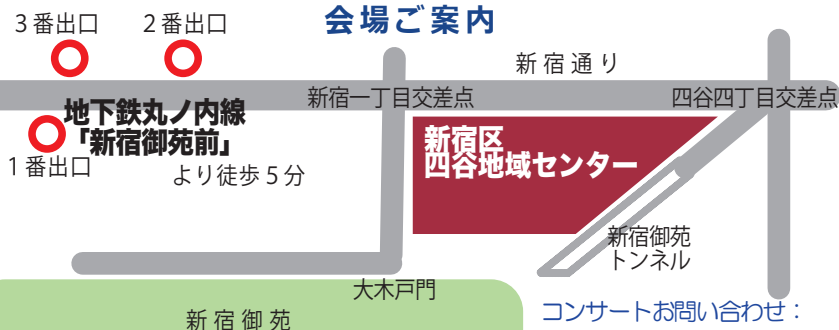 会場ご案内
3番出口
2番出口
新宿通り
地下鉄丸ノ内線
「新宿御苑前」
新宿一丁目交差点
四谷四丁目交差点
1番出口
より徒歩5分
新宿区
四谷地域センター
新宿御苑
トンネル
大木戸門
新宿御苑
コンサートお問い合わせ：